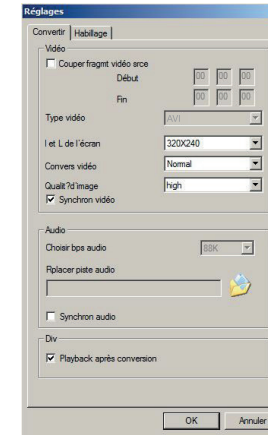 Réglages
Convertir Habillage
Vidéo
Couper fragmt vidéo srce
Début 00 00 00
Fin 00 00 00
Type vidéo AVI
l et L de l'écran 320X240
Convers vidéo Normal
Qualit?d'image high
Synchron vidéo
Audio
Choisir bps audio 88K
Rplacer piste audio
Synchron audio
Div
Playback après conversion
OK Annuler